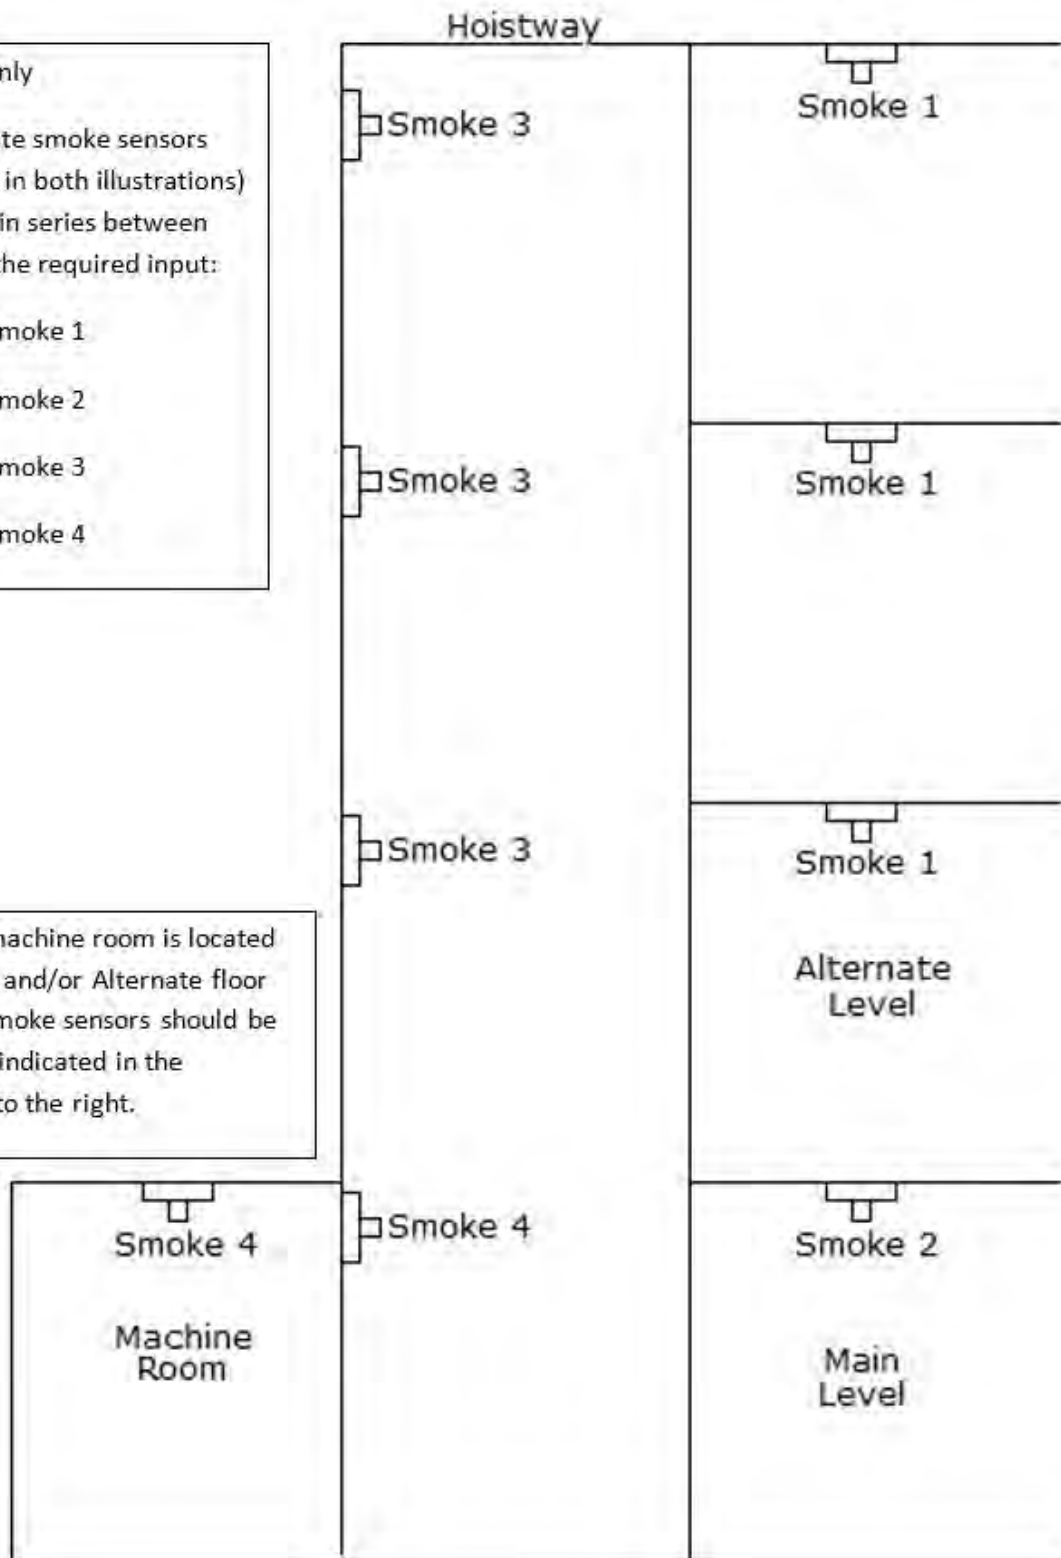 Hoistway
nly
te smoke sensors
in both illustrations)
in series between
the required input:
moke 1
moke 2
moke 3
moke 4
Smoke 3
Smoke 1
Smoke 3
Smoke 1
Smoke 3
Smoke 1
Alternate
Level
machine room is located
and/or Alternate floor
moke sensors should be
indicated in the
to the right.
Smoke 4
Machine
Room
Smoke 4
Smoke 2
Main
Level